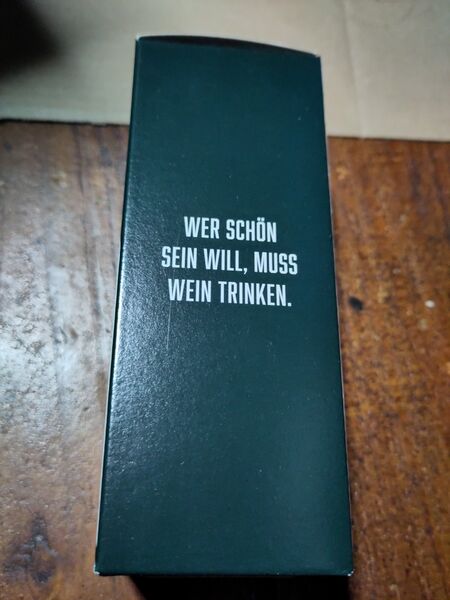 WER SCHÖN
SEIN WILL, MUSS
WEIN TRINKEN.